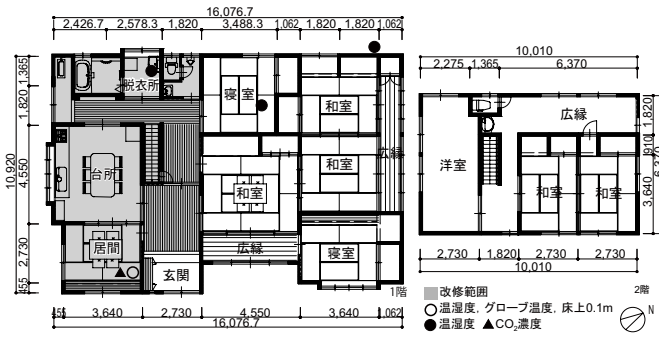 16,076.7
2,426.7 2,578.3 1,820 3,488.3 1,062 1,820 1,820 1,062
1,365
1,820
4,550
2,730
455
10,920
脱衣所
寝室
和室
和室
広縁
台所
和室
居間
広縁
玄関
寝室
1階
455 3,640 2,730 4,550 3,640 1,062
16,076.7
10,010
2,275 1,365 6,370
広縁
洋室
和室 和室
1,820
910
3,640
6,370
2,730 1,820 2,730 2,730
10,010
2階
改修範囲
温湿度，グローブ温度，床上0.1m
温湿度 CO₂濃度
N